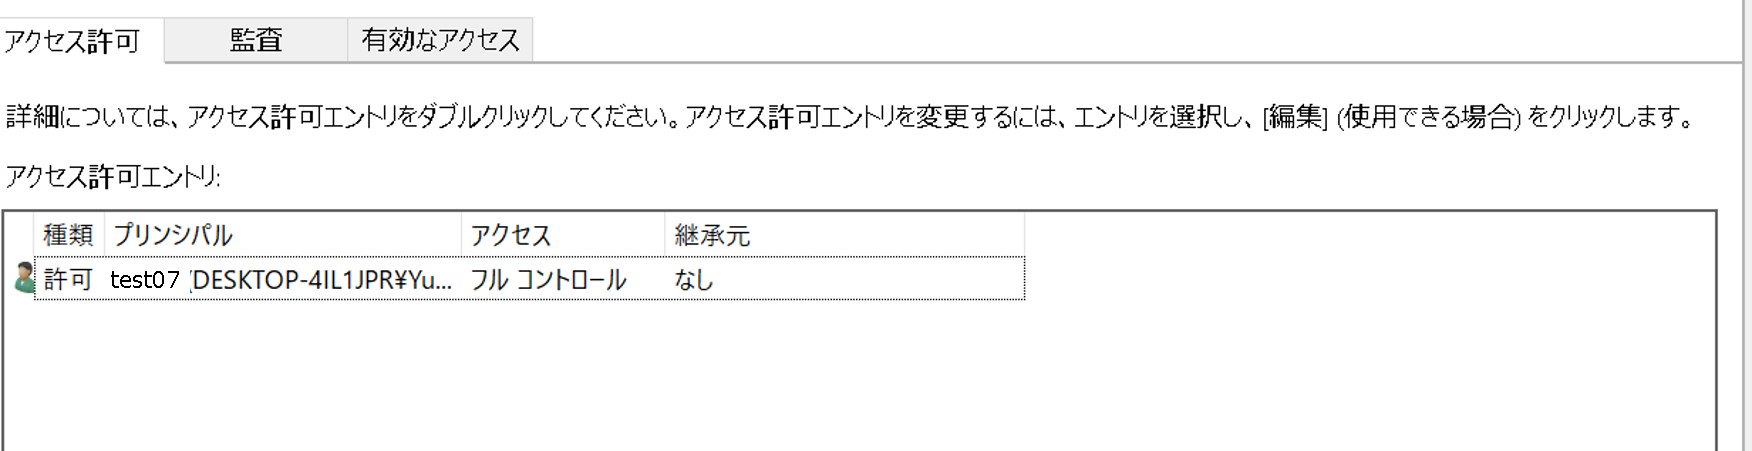 アクセス許可 監査 有効なアクセス
詳細については、アクセス許可エントリをダブルクリックしてください。アクセス許可エントリを変更するには、エントリを選択し、[編集] (使用できる場合) をクリックします。
アクセス許可エントリ:
種類 プリンシパル アクセス 継承元
許可 test07 (DESKTOP-4IL1JPR¥Yu... フル コントロール なし